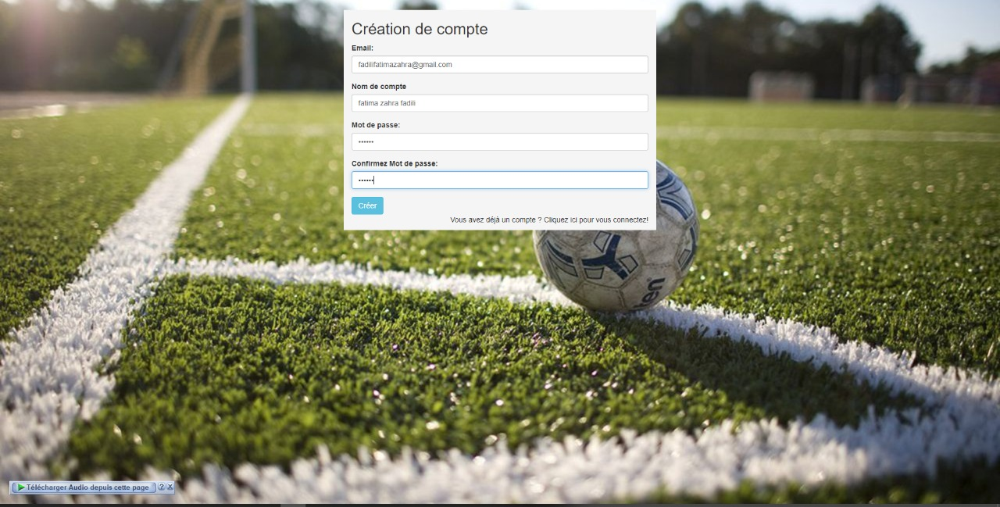 Création de compte
Email:
fadilifatimazahra@gmail.com
Nom de compte
fatima zahra fadili
Mot de passe:
••••••
Confirmez Mot de passe:
••••••
Créer
Vous avez déjà un compte ? Cliquez ici pour vous connectez!
Télécharger Audio depuis cette page ? X